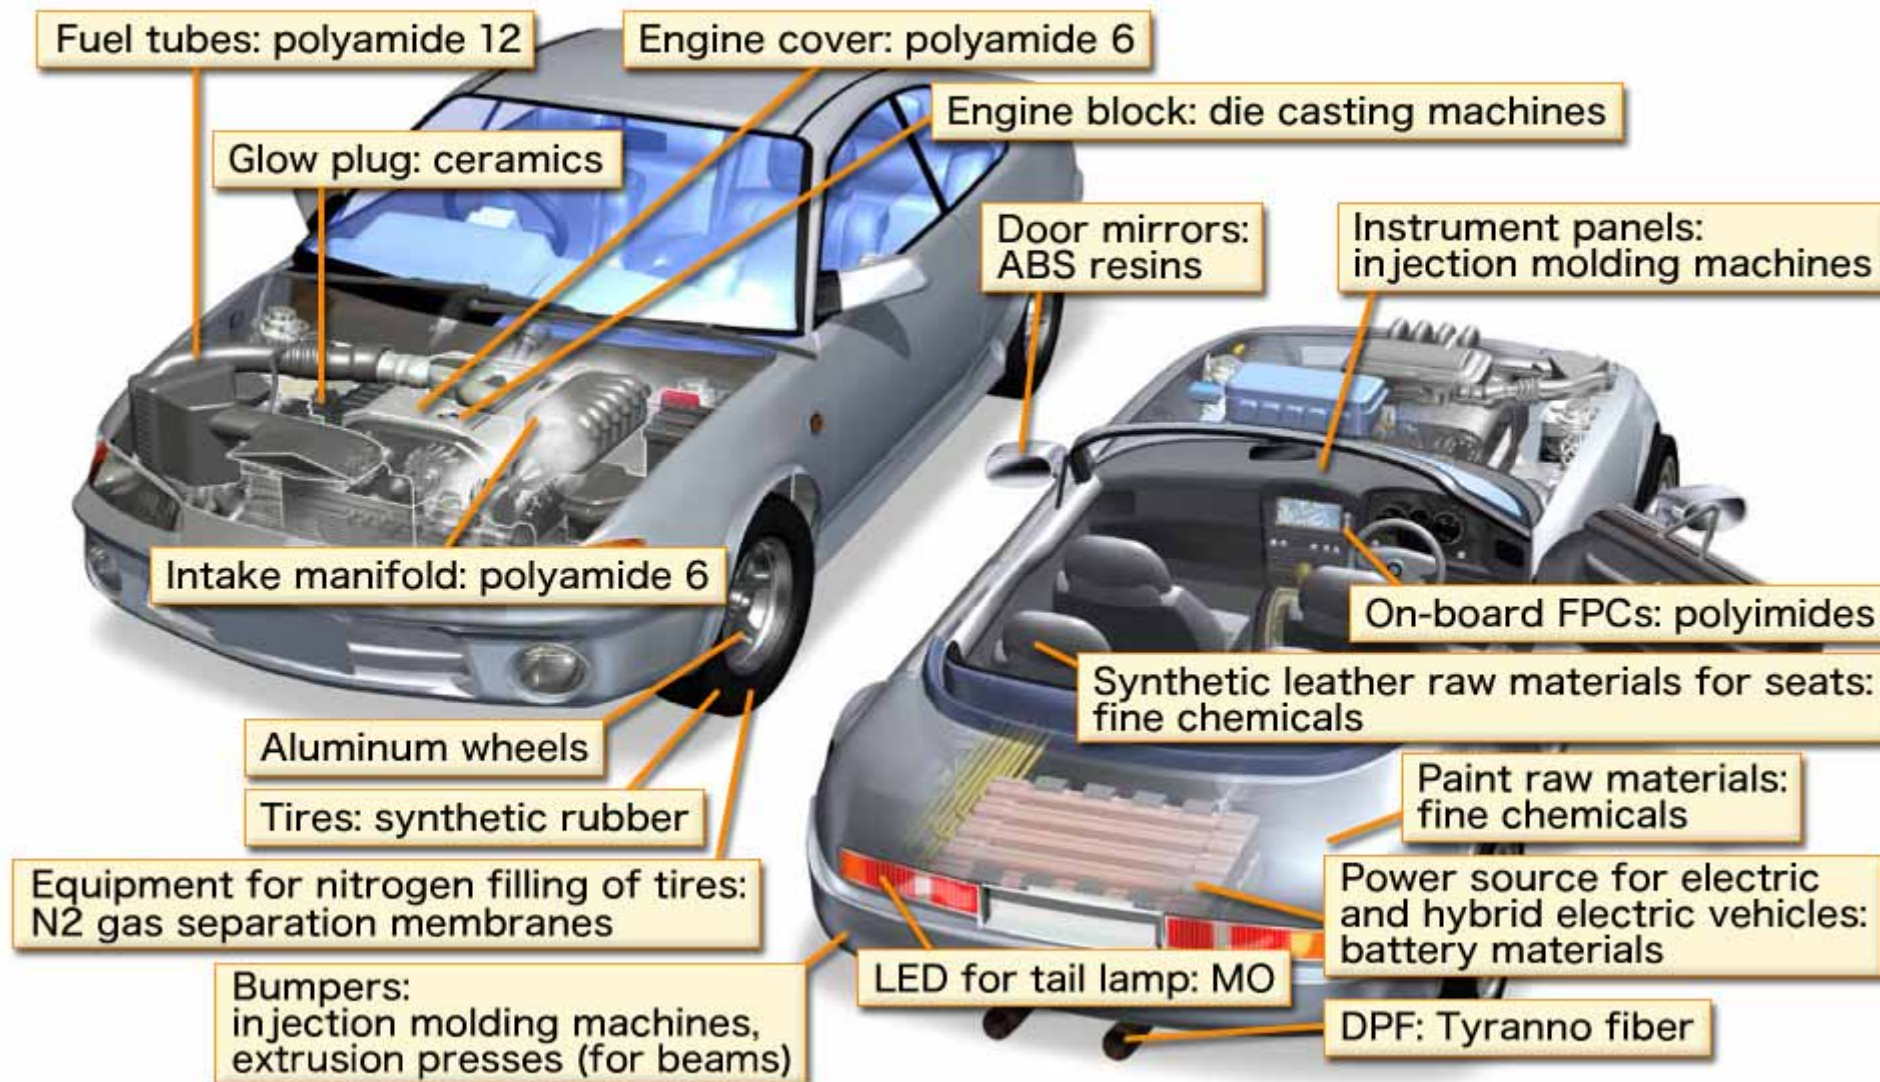 Fuel tubes: polyamide 12
Engine cover: polyamide 6
Engine block: die casting machines
Glow plug: ceramics
Door mirrors:
ABS resins
Instrument panels:
injection molding machines
Intake manifold: polyamide 6
On-board FPCs: polyimides
Synthetic leather raw materials for seats:
fine chemicals
Aluminum wheels
Tires: synthetic rubber
Paint raw materials:
fine chemicals
Equipment for nitrogen filling of tires:
N2 gas separation membranes
Power source for electric
and hybrid electric vehicles:
battery materials
LED for tail lamp: MO
Bumpers:
injection molding machines,
extrusion presses (for beams)
DPF: Tyranno fiber